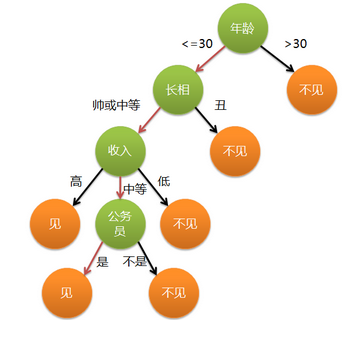 年龄
<=30
>30
长相
不见
帅或中等
丑
收入
不见
高
中等
低
见
公务
员
不见
是
不是
见
不见